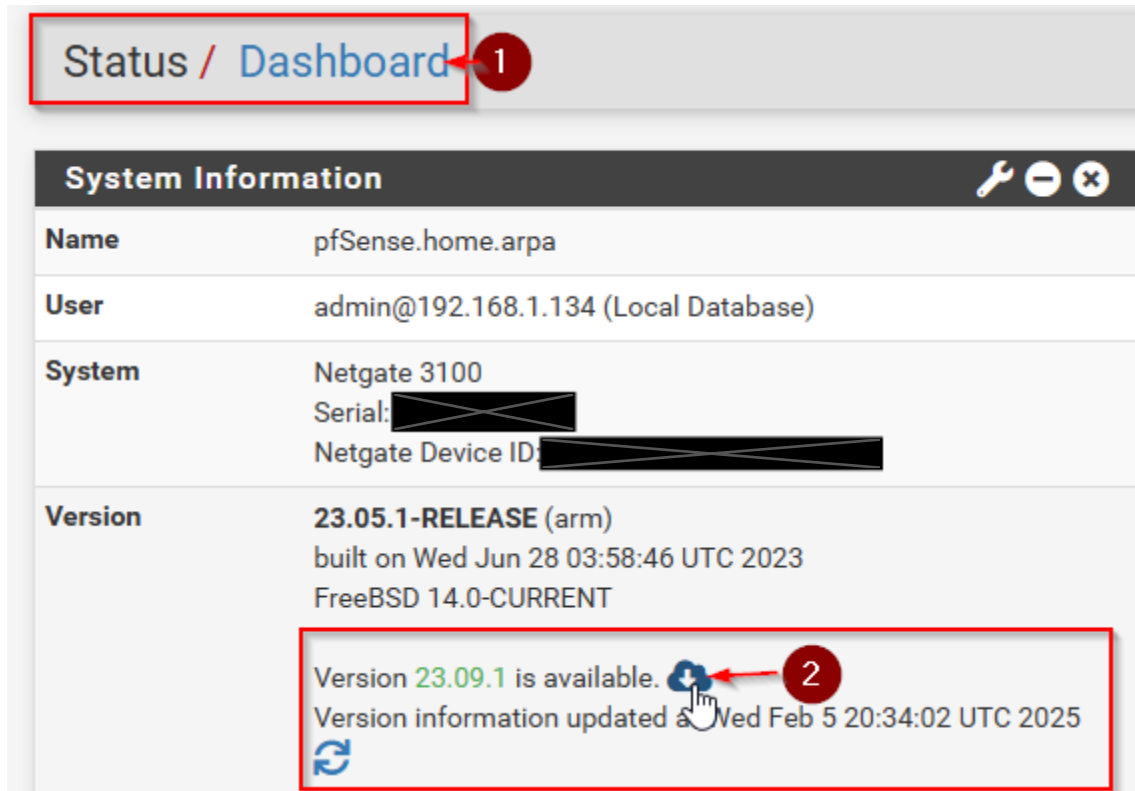 Status / Dashboard 1
System Information
Name pfSense.home.arpa
User admin@192.168.1.134 (Local Database)
System Netgate 3100
Serial:
Netgate Device ID:
Version 23.05.1-RELEASE (arm)
built on Wed Jun 28 03:58:46 UTC 2023
FreeBSD 14.0-CURRENT
Version 23.09.1 is available. 2
Version information updated a Wed Feb 5 20:34:02 UTC 2025